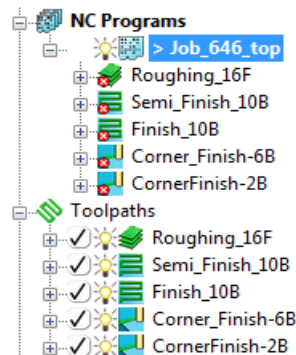 NC Programs
> Job_646_top
Roughing_16F
Semi_Finish_10B
Finish_10B
Corner_Finish-6B
CornerFinish-2B
Toolpaths
Roughing_16F
Semi_Finish_10B
Finish_10B
Corner_Finish-6B
CornerFinish-2B